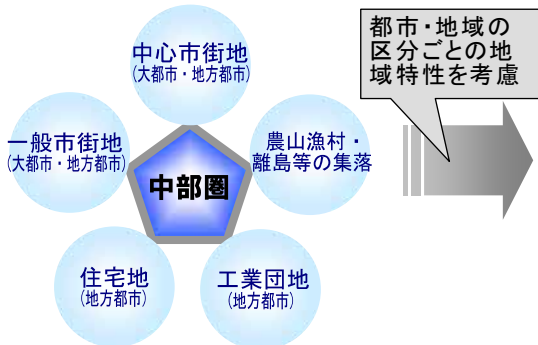 中心市街地
(大都市・地方都市)
都市・地域の
区分ごとの地
域特性を考慮
一般市街地
(大都市・地方都市)
農山漁村・
離島等の集落
中部圏
住宅地
(地方都市)
工業団地
(地方都市)